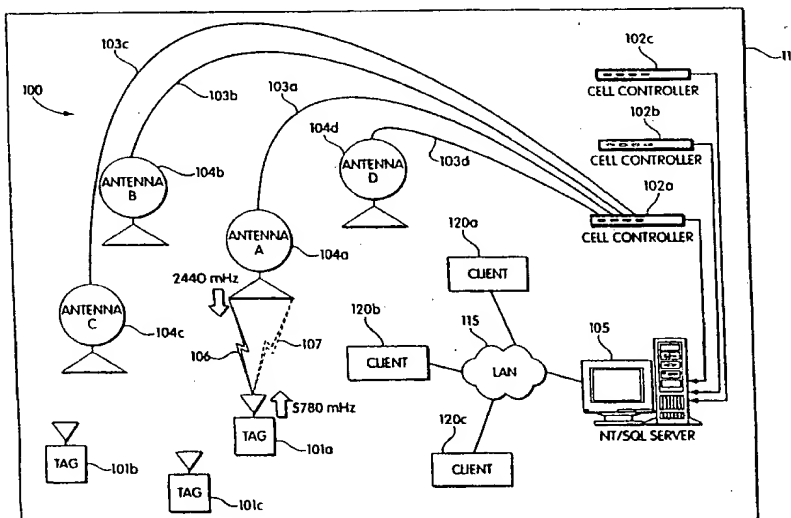 103c
102c
11
100
103b
103a
CELL CONTROLLER
104d
102b
ANTENNA
B
104b
ANTENNA
D
103d
CELL CONTROLLER
102a
ANTENNA
A
104a
120a
CELL CONTROLLER
2440 mHz
CLIENT
ANTENNA
C
104c
120b
115
105
106
107
CLIENT
LAN
5780 mHz
TAG
101a
120c
NT/SQL SERVER
TAG
101b
TAG
101c
CLIENT